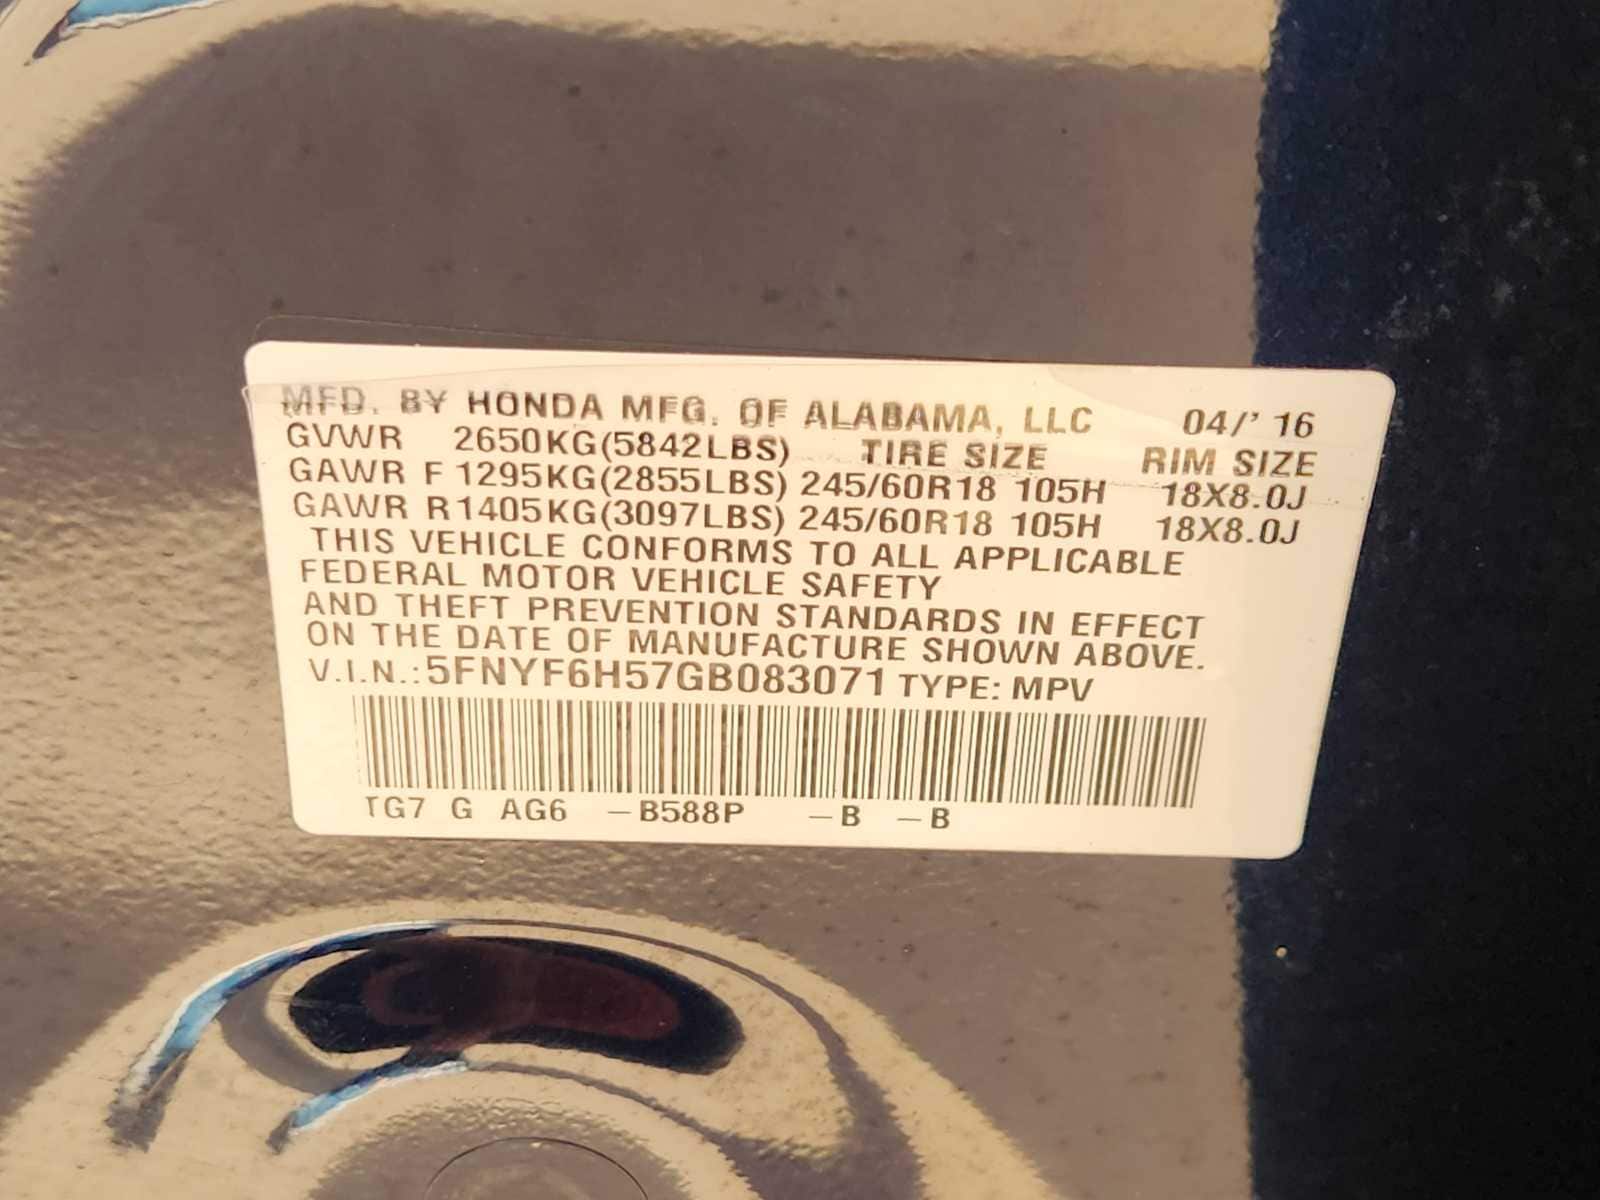 MFD. BY HONDA MFG. OF ALABAMA, LLC 04/' 16
GVWR 2650KG(5842LBS) TIRE SIZE RIM SIZE
GAWR F 1295KG(2855LBS) 245/60R18 105H 18X8.0J
GAWR R1405KG(3097LBS) 245/60R18 105H 18X8.0J
THIS VEHICLE CONFORMS TO ALL APPLICABLE
FEDERAL MOTOR VEHICLE SAFETY
AND THEFT PREVENTION STANDARDS IN EFFECT
ON THE DATE OF MANUFACTURE SHOWN ABOVE.
V.I.N.:5FNYF6H57GB083071 TYPE: MPV
TG7 G AG6 –B588P –B –B